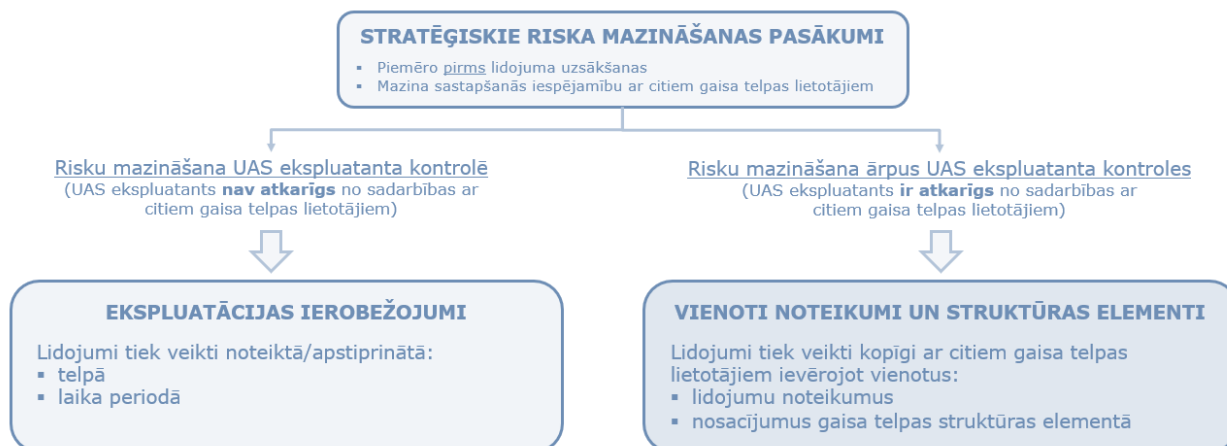 STRATĒĢISKIE RISKA MAZINĀŠANAS PASĀKUMI
▪ Piemēro pirms lidojuma uzsākšanas
▪ Mazina sastapšanās iespējamību ar citiem gaisa telpas lietotājiem
Risku mazināšana UAS ekspluatanta kontrolē
(UAS ekspluatants nav atkarīgs no sadarbības ar
citiem gaisa telpas lietotājiem)
Risku mazināšana ārpus UAS ekspluatanta kontroles
(UAS ekspluatants ir atkarīgs no sadarbības ar
citiem gaisa telpas lietotājiem)
EKSPLUATĀCIJAS IEROBEŽOJUMI
Lidojumi tiek veikti noteiktā/apstiprinātā:
▪ telpā
▪ laika periodā
VIENOTI NOTEIKUMI UN STRUKTŪRAS ELEMENTI
Lidojumi tiek veikti kopīgi ar citiem gaisa telpas
lietotājiem ievērojot vienotus:
▪ lidojumu noteikumus
▪ nosacījumus gaisa telpas struktūras elementā